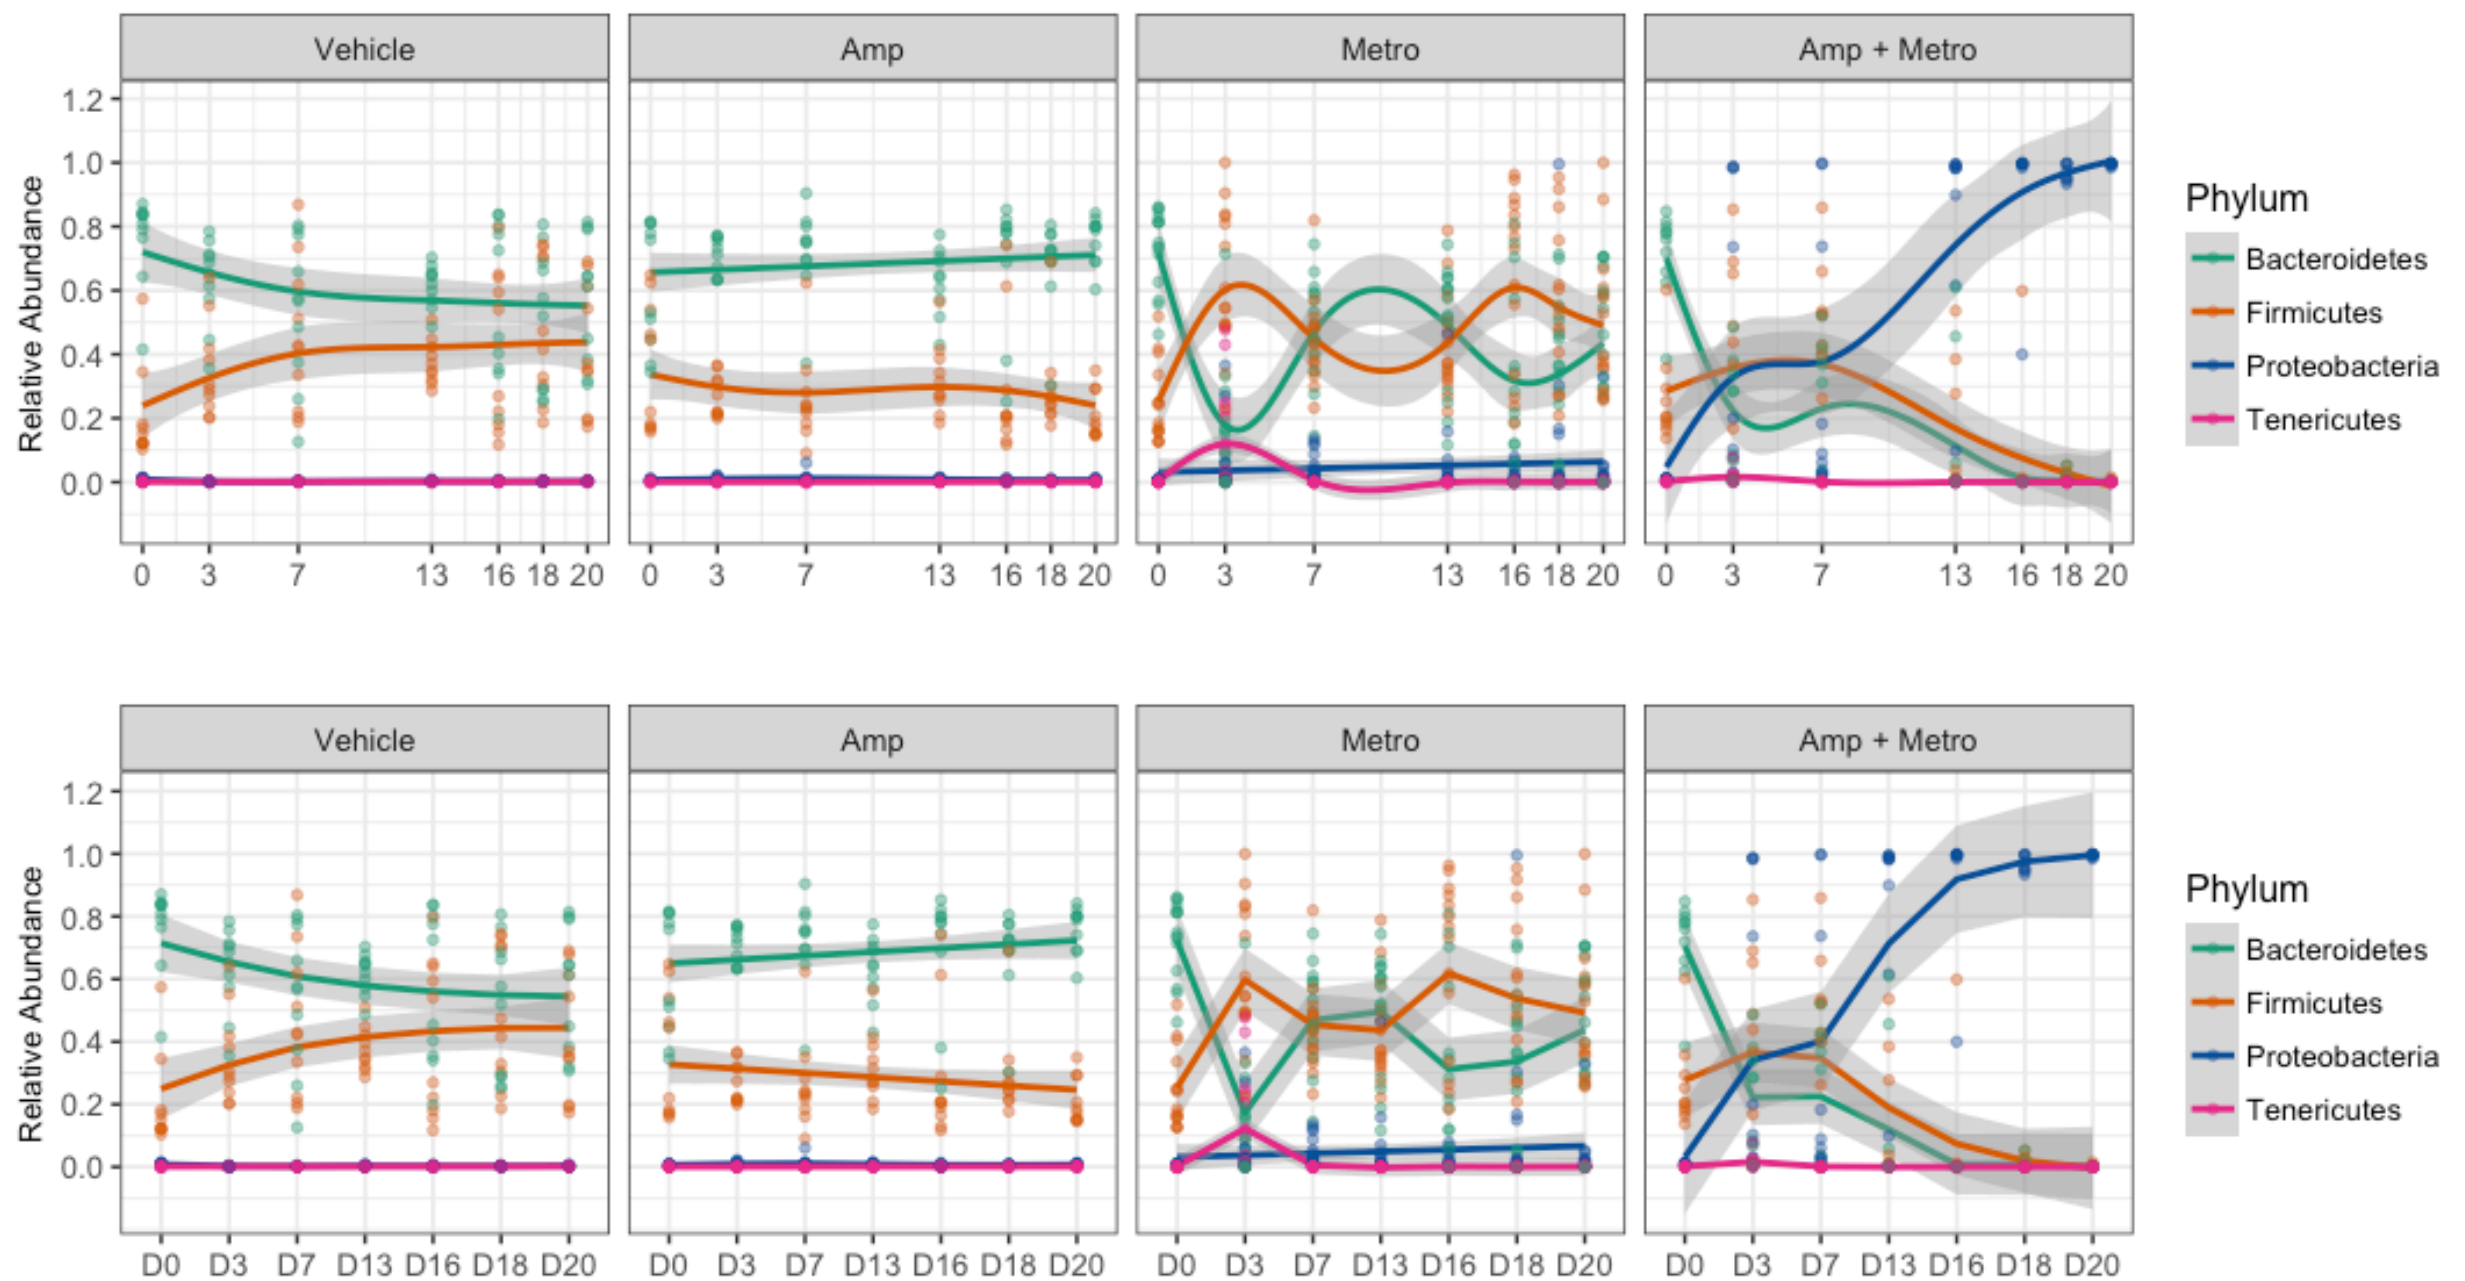 Vehicle Amp Metro Amp + Metro
1.2
1.0
0.8
0.6
0.4
0.2
0.0
Relative Abundance
0 3 7 13 16 18 20 0 3 7 13 16 18 20 0 3 7 13 16 18 20 0 3 7 13 16 18 20
Phylum
Bacteroidetes
Firmicutes
Proteobacteria
Tenericutes
Vehicle Amp Metro Amp + Metro
1.2
1.0
0.8
0.6
0.4
0.2
0.0
Relative Abundance
D0 D3 D7 D13 D16 D18 D20 D0 D3 D7 D13 D16 D18 D20 D0 D3 D7 D13 D16 D18 D20 D0 D3 D7 D13 D16 D18 D20
Phylum
Bacteroidetes
Firmicutes
Proteobacteria
Tenericutes